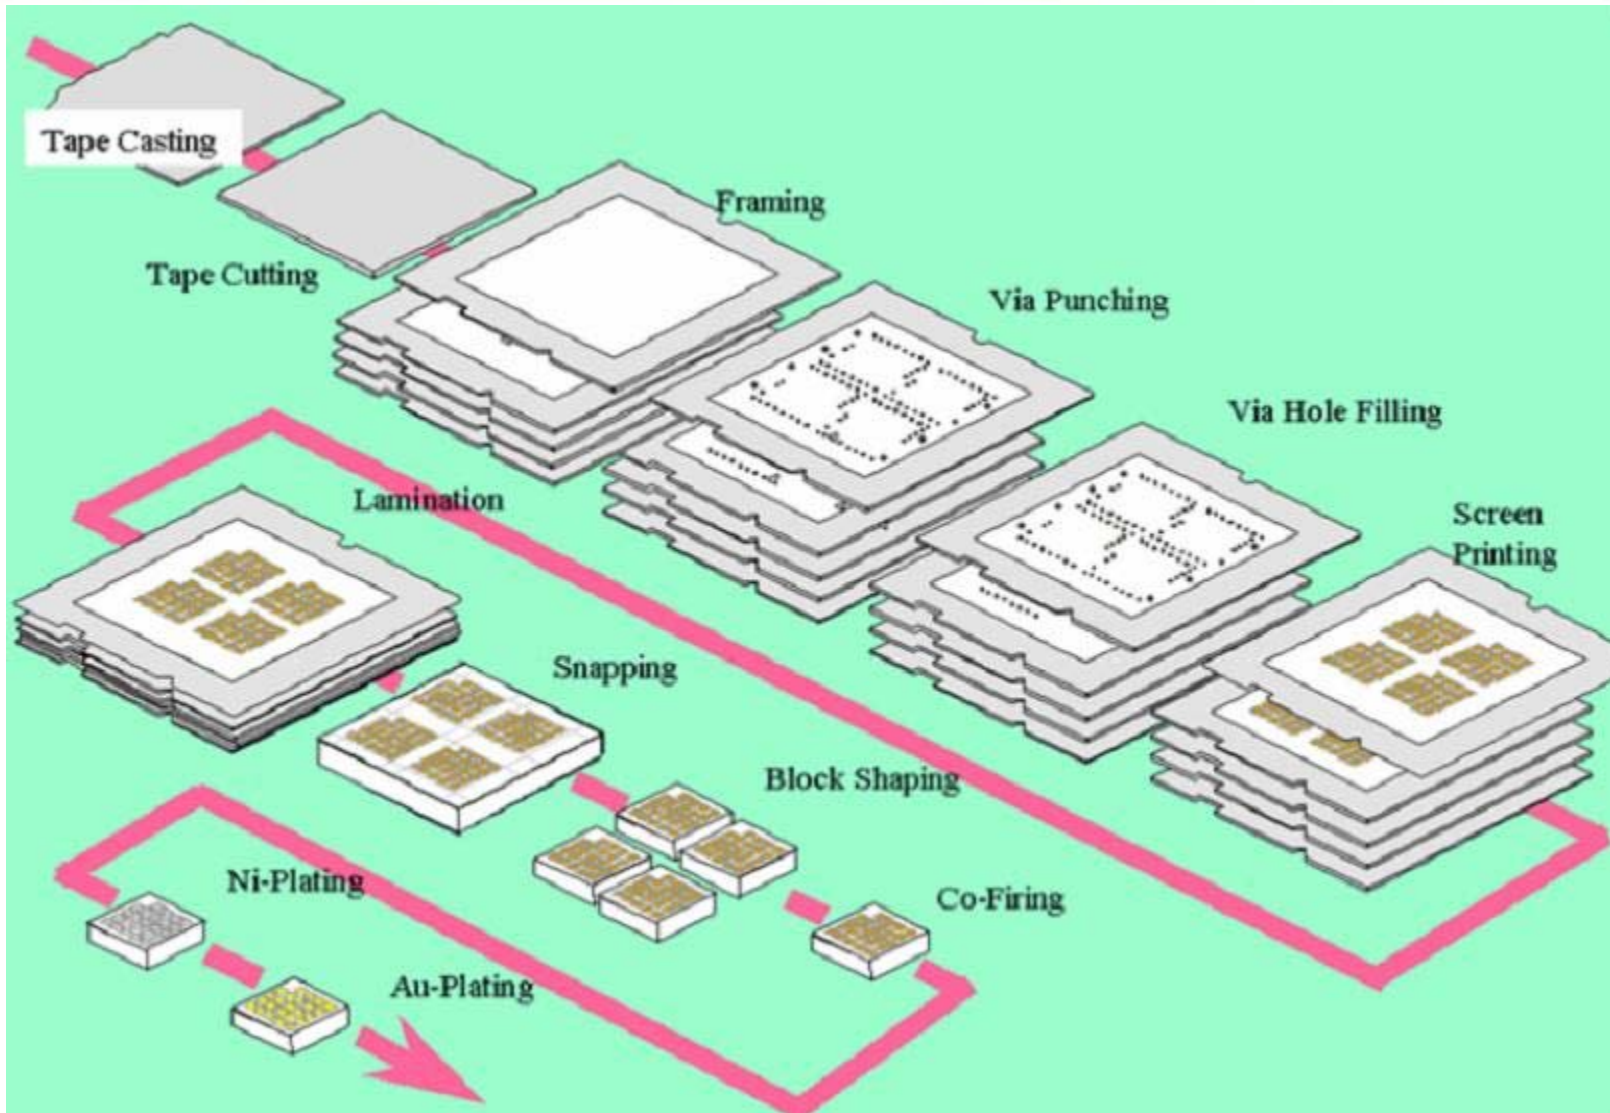 Tape Casting
Tape Cutting
Framing
Via Punching
Via Hole Filling
Screen
Printing
Lamination
Snapping
Block Shaping
Co-Firing
Ni-Plating
Au-Plating